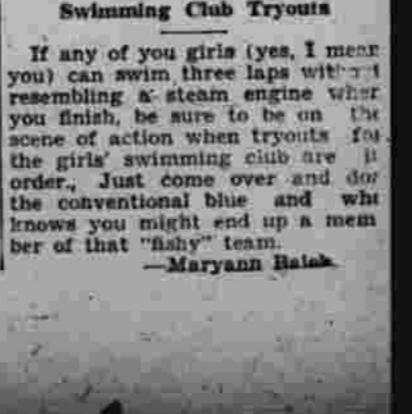 Swimming Club Tryouts
If any of you girls (yes, I mean
you) can swim three laps without
resembling a steam engine when
you finish, be sure to be on the
scene of action when tryouts for
the girls' swimming club are
order., Just come over and
the conventional blue and
knows you might end up a mem
ber of that "fishy" team.
—Maryann